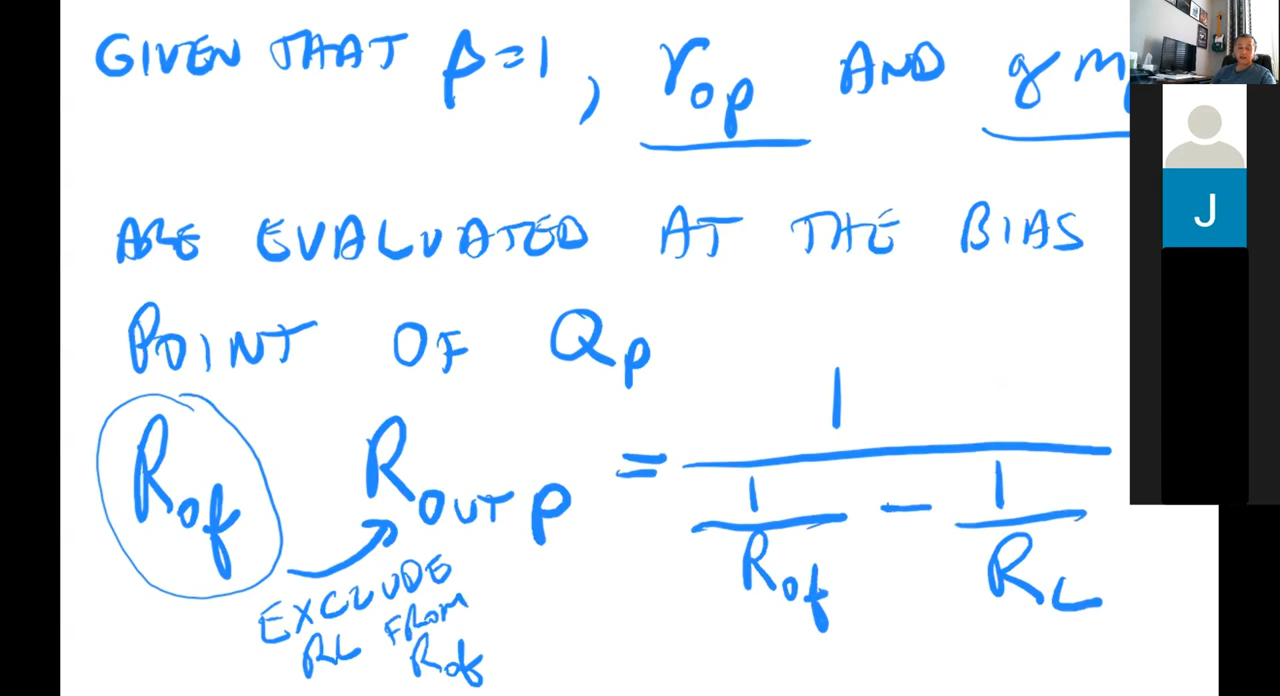 GIVEN THAT β=1, rop AND gm
ARE EVALUATED AT THE BIAS
POINT OF Qp
Rof ROUTP = 1 / (1/Rof - 1/RL)
EXCLUDE
RL FROM
Rof
J